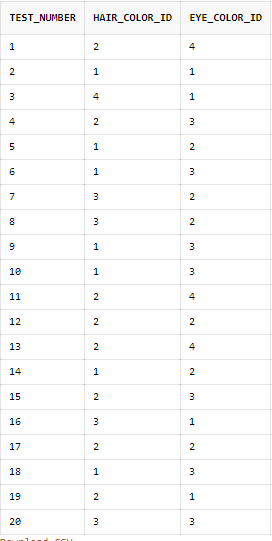 TEST_NUMBER HAIR_COLOR_ID EYE_COLOR_ID
1 2 4
2 1 1
3 4 1
4 2 3
5 1 2
6 1 3
7 3 2
8 3 2
9 1 3
10 1 3
11 2 4
12 2 2
13 2 4
14 1 2
15 2 3
16 3 1
17 2 2
18 1 3
19 2 1
20 3 3
Download CSV